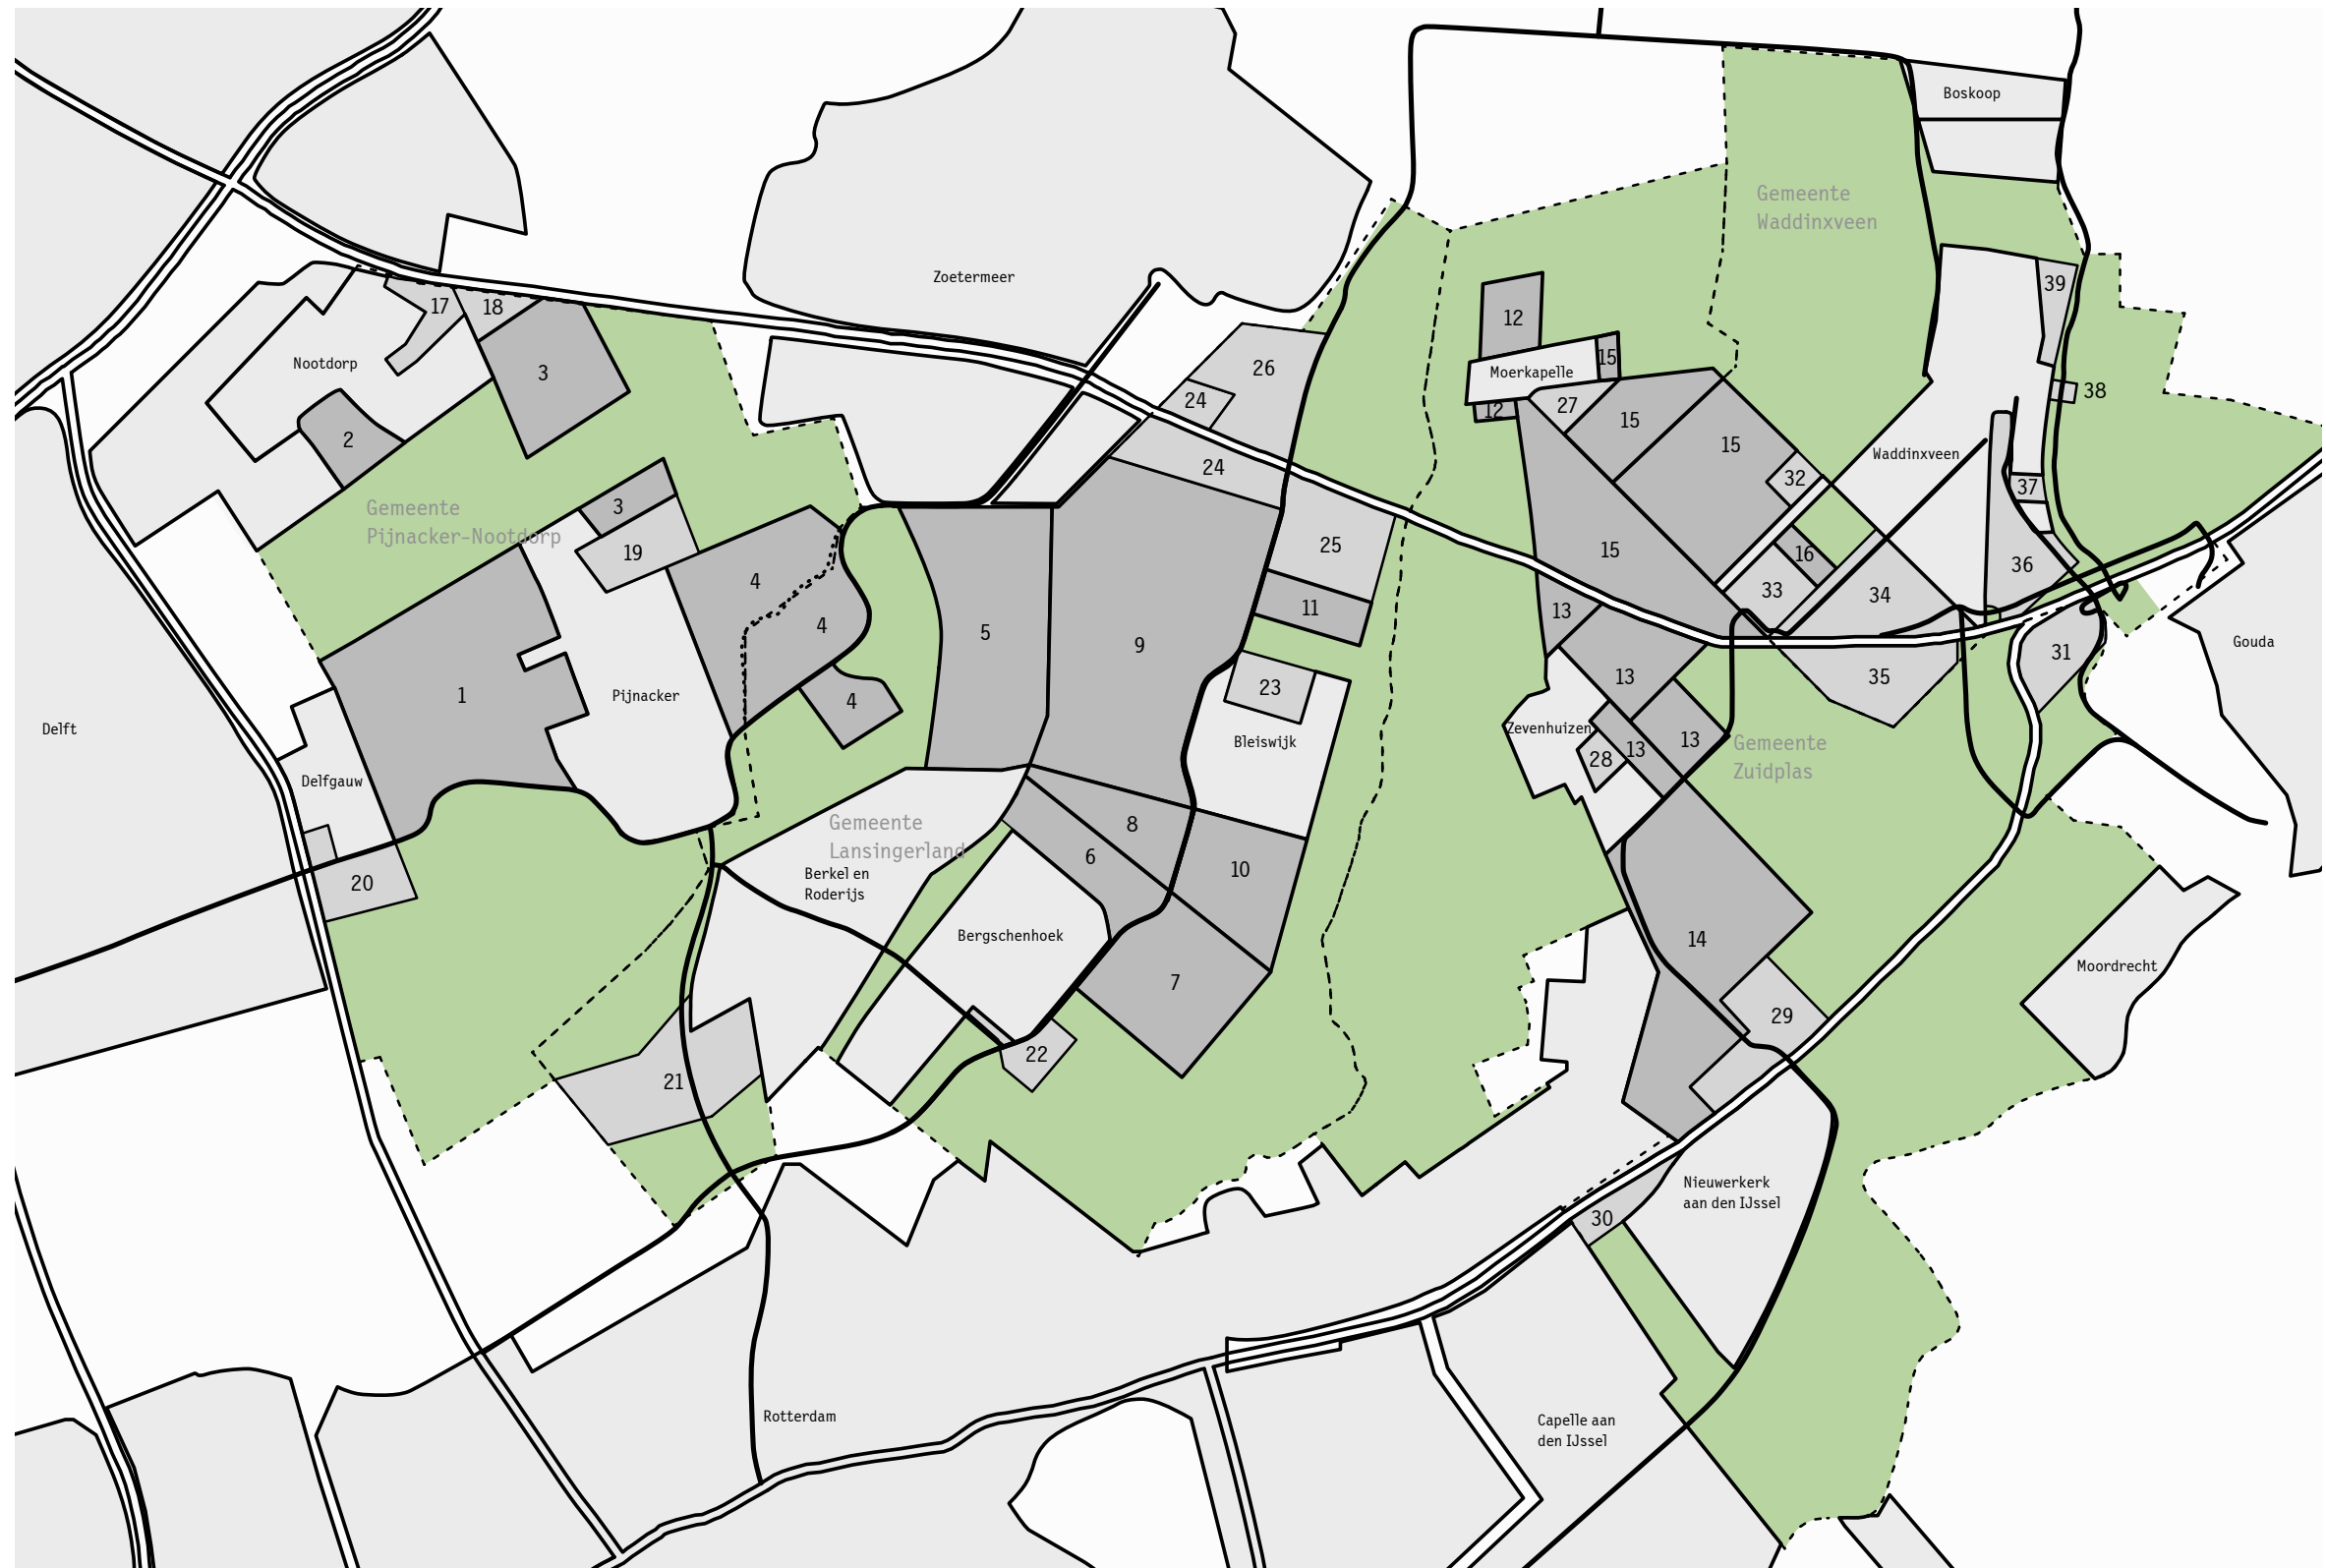 Boskoop
Gemeente
Waddinxveen
Zoetermeer
39
17
18
12
Nootdorp
3
26
15
Moerkapelle
24
38
2
27
12
15
15
Waddinxveen
24
32
37
Gemeente
Pijnacker-Nootdorp
3
19
25
15
16
36
4
5
11
33
34
13
4
9
31
Gouda
1
Pijnacker
23
13
35
4
Delft
Zevenhuizen
Bleiswijk
13
13
Gemeente
Zuidplas
28
Delfgauw
Gemeente
Lansingerland
8
6
10
Berkel en
Roderijs
20
Bergschenhoek
14
Moordrecht
7
29
22
21
Nieuwerkerk
aan den IJssel
30
Rotterdam
Capelle aan
den IJssel